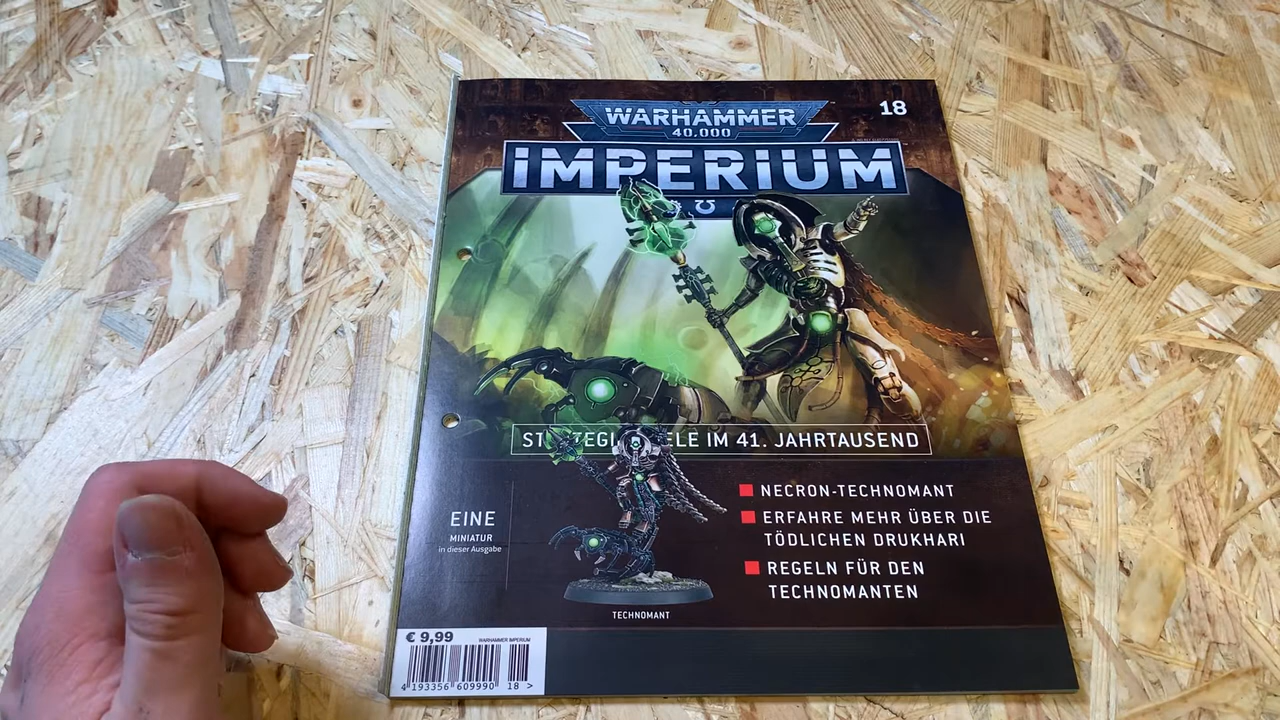 18
WARHAMMER
40.000
IMPERIUM
IM 41. JAHRTAUSEND
EINE
MINIATUR
in dieser Ausgabe
TECHNOMANT
NECRON-TECHNOMANT
ERFAHRE MEHR ÜBER DIE
TÖDLICHEN DRUKHARI
REGELN FÜR DEN
TECHNOMANTEN
€ 9,99
WARHAMMER IMPERIUM
4 193356 609990 18 >